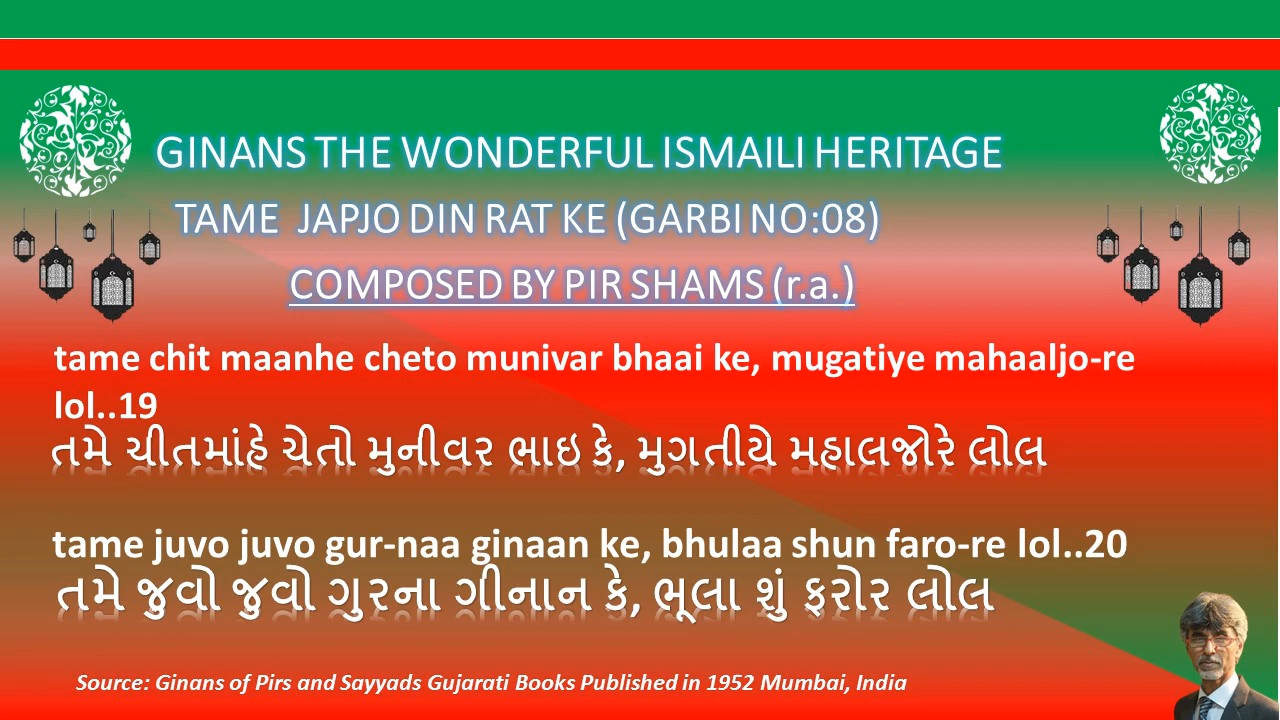 GINANS THE WONDERFUL ISMAILI HERITAGE
TAME JAPJO DIN RAT KE (GARBI NO:08)
COMPOSED BY PIR SHAMS (r.a.)
tame chit maanhe cheto munivar bhaai ke, mugatiye mahaaljo-re
lol..19
તમે ચીતમાંહે ચેતો મુનીવર ભાઇ કે, મુગતીયે મહાલજોરે લોલ
tame juvo juvo gur-naa ginaan ke, bhulaa shun faro-re lol..20
તમે જુવો જુવો ગુરના ગીનાન કે, ભૂલા શું ફરોર લોલ
Source: Ginans of Pirs and Sayyads Gujarati Books Published in 1952 Mumbai, India